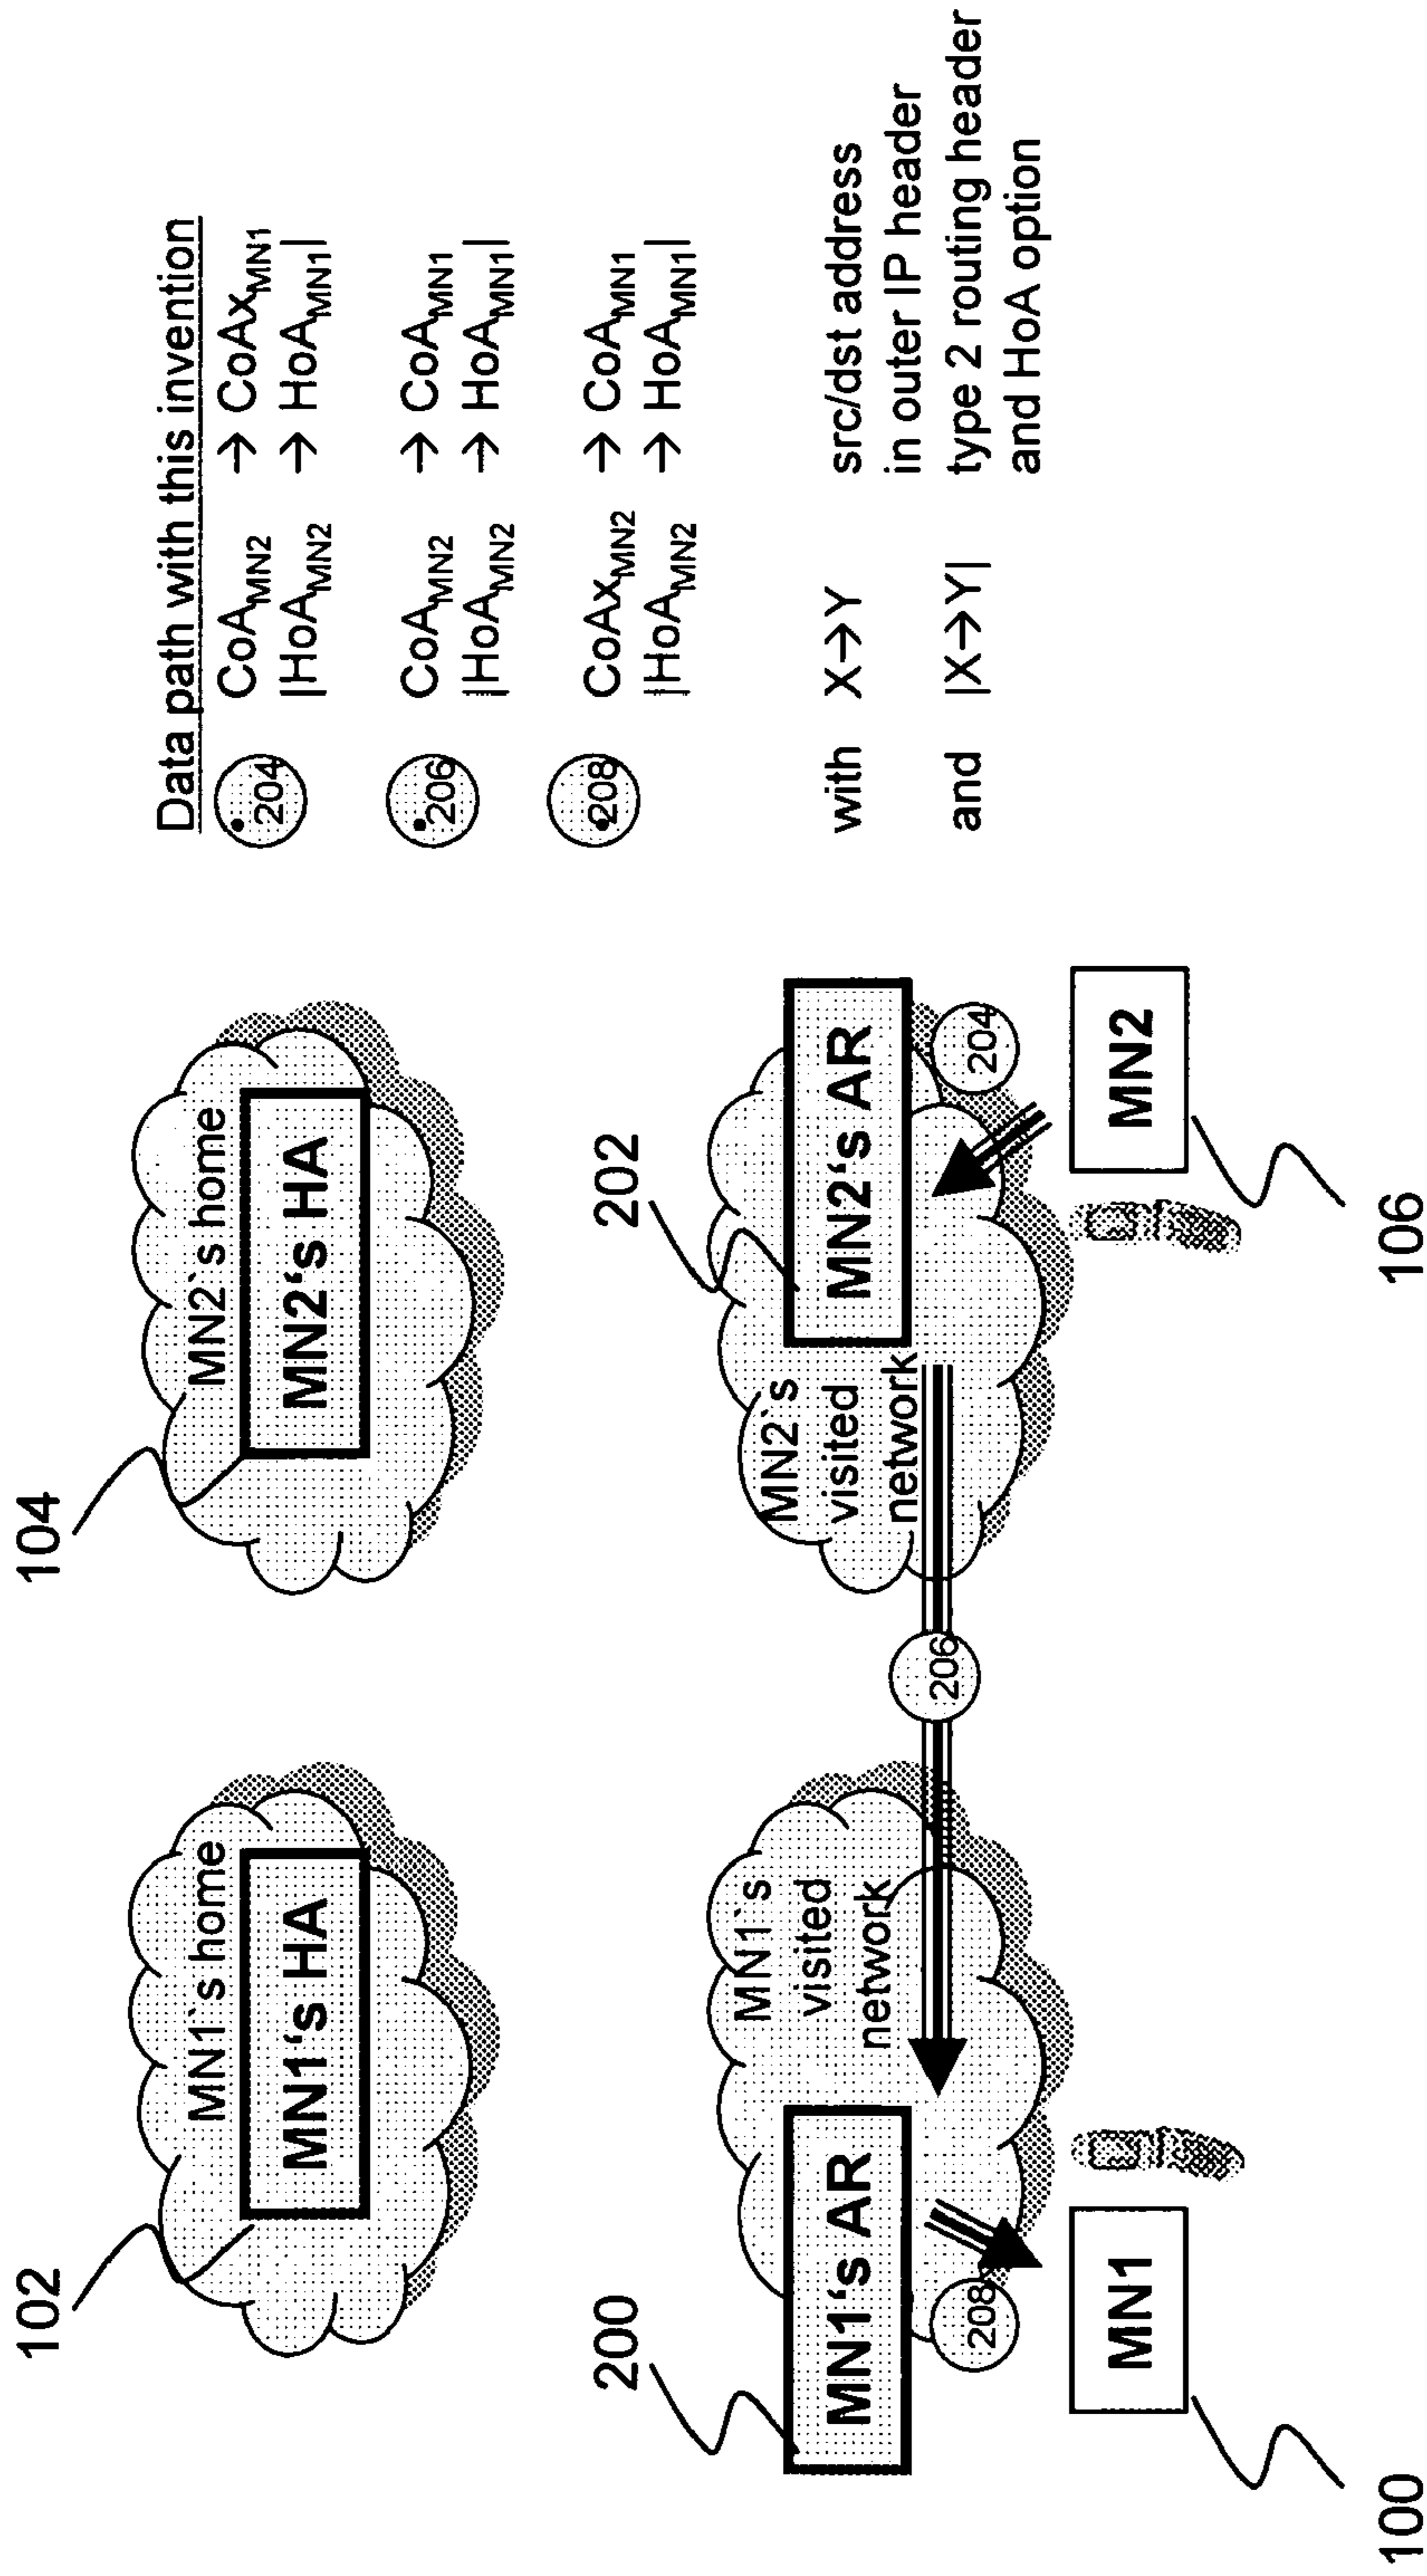 102
104
MN1`s home
MN1‘s HA
MN2`s home
MN2‘s HA
200
202
MN1‘s AR
MN1`s
visited
network
206
MN2`s
visited
network
MN2‘s AR
208
204
MN1
MN2
100
106
Data path with this invention
204 CoA_MN2 → CoAx_MN1
|HoA_MN2 → HoA_MN1|
206 CoA_MN2 → CoA_MN1
|HoA_MN2 → HoA_MN1|
208 CoAx_MN2 → CoA_MN1
|HoA_MN2 → HoA_MN1|
with X→Y src/dst address
in outer IP header
and |X→Y| type 2 routing header
and HoA option